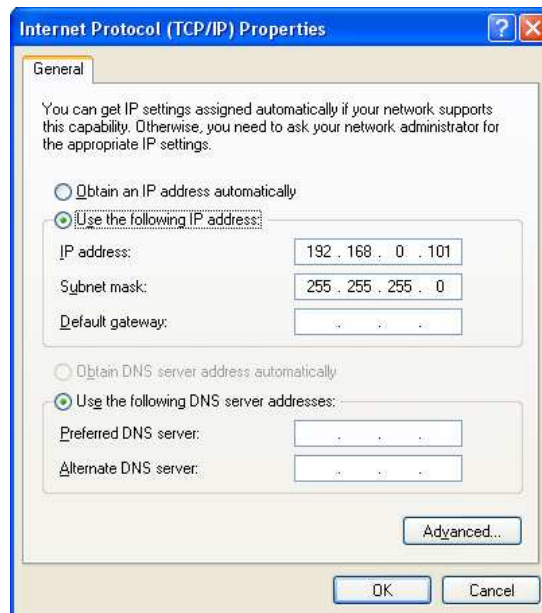 Internet Protocol (TCP/IP) Properties
General
You can get IP settings assigned automatically if your network supports
this capability. Otherwise, you need to ask your network administrator for
the appropriate IP settings.
Obtain an IP address automatically
Use the following IP address:
IP address: 192 . 168 . 0 . 101
Subnet mask: 255 . 255 . 255 . 0
Default gateway: . . .
Obtain DNS server address automatically
Use the following DNS server addresses:
Preferred DNS server: . . .
Alternate DNS server: . . .
Advanced...
OK Cancel